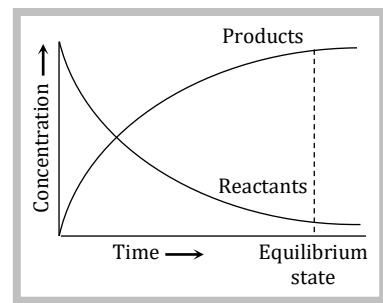 Products
Concentration
Reactants
Time
Equilibrium
state